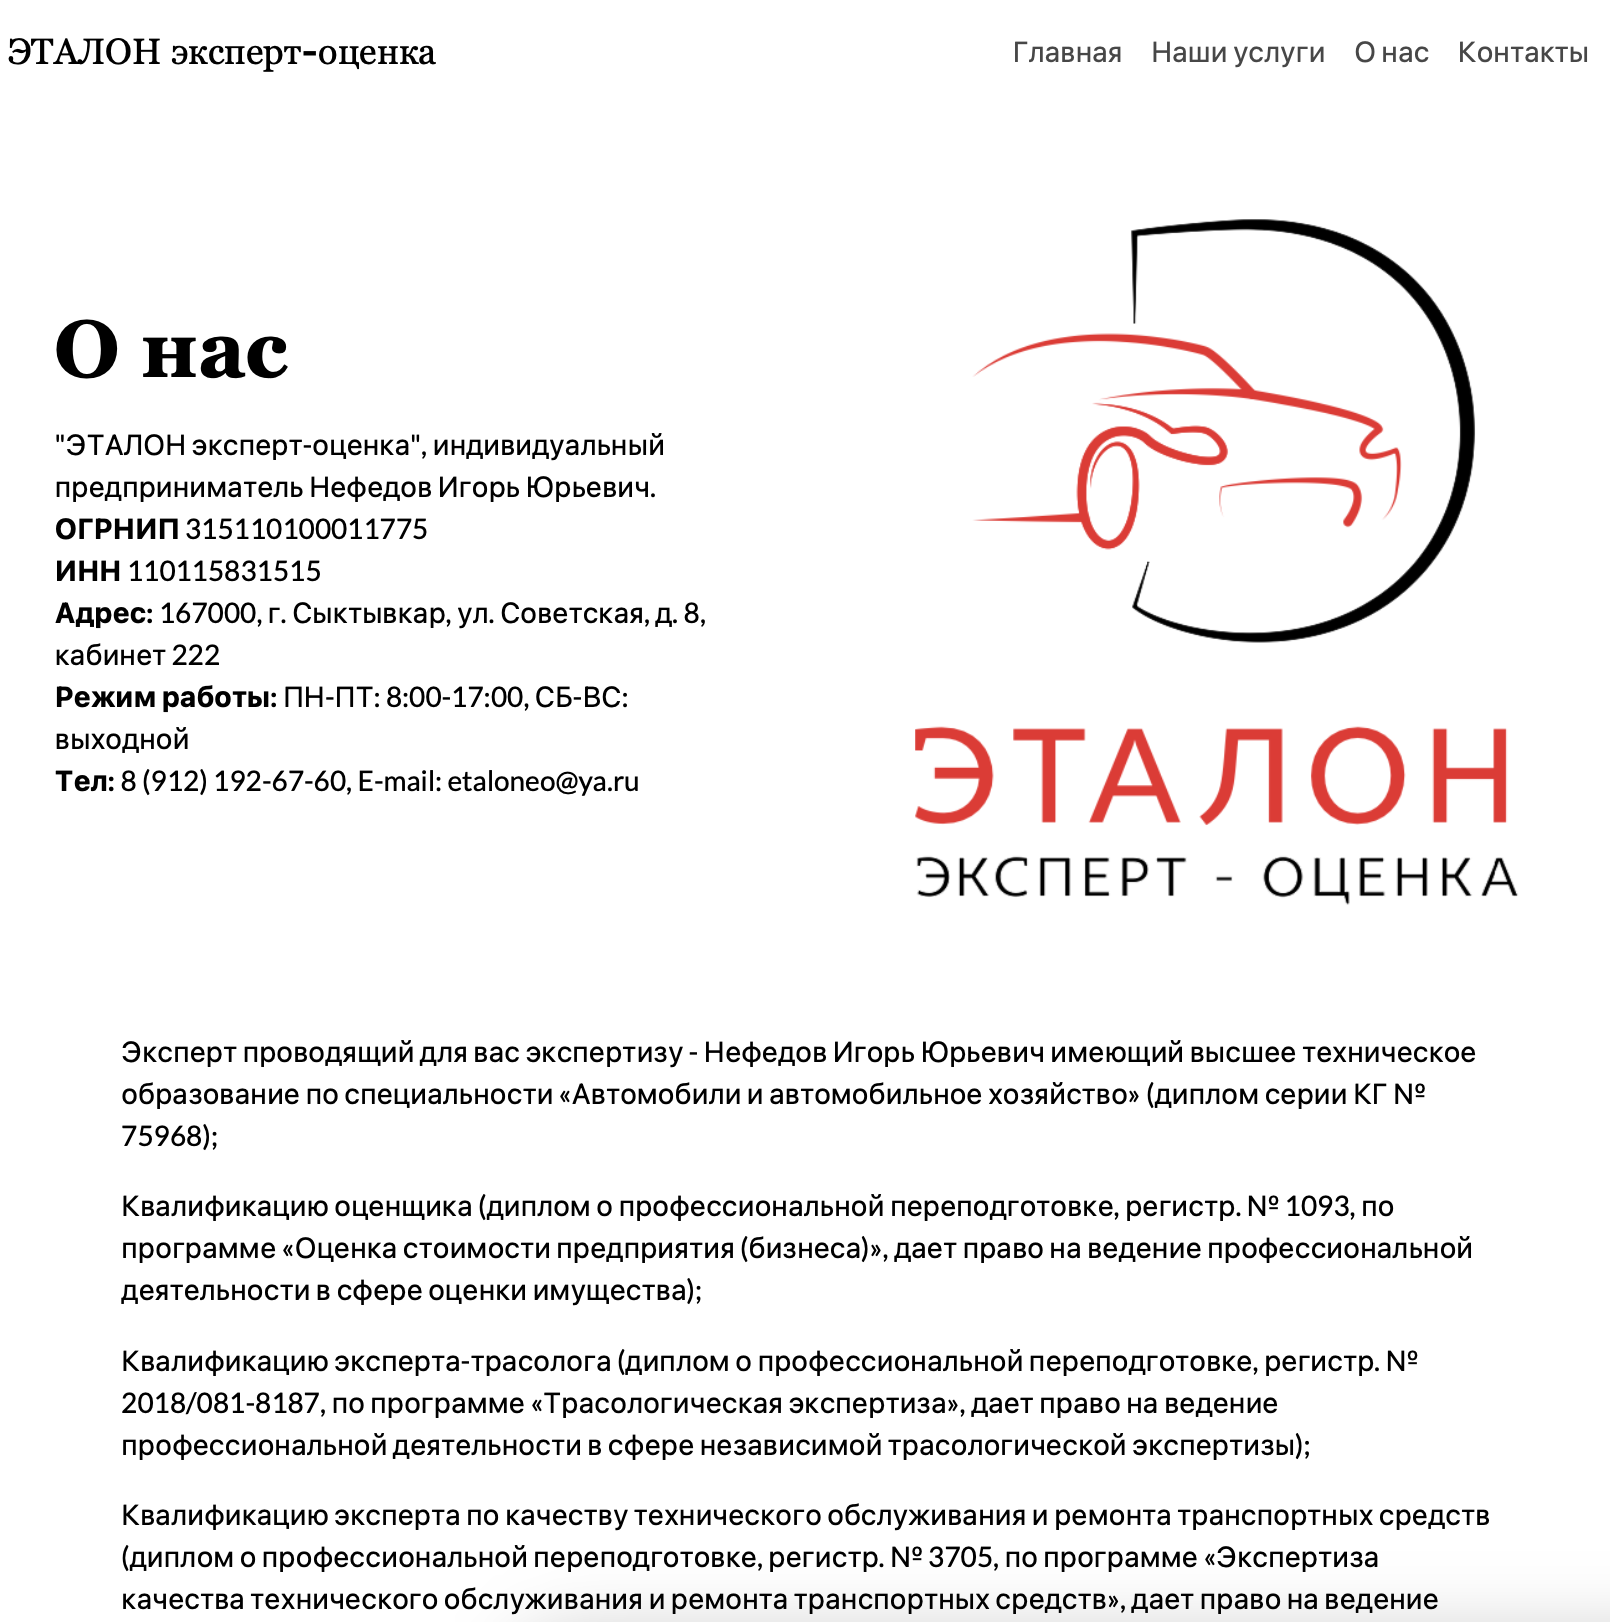 ЭТАЛОН эксперт-оценка
Главная Наши услуги О нас Контакты
О нас
"ЭТАЛОН эксперт-оценка", индивидуальный
предприниматель Нефедов Игорь Юрьевич.
ОГРНИП 315110100011775
ИНН 110115831515
Адрес: 167000, г. Сыктывкар, ул. Советская, д. 8,
кабинет 222
Режим работы: ПН-ПТ: 8:00-17:00, СБ-ВС:
выходной
Тел: 8 (912) 192-67-60, E-mail: etaloneo@ya.ru
ЭТАЛОН
ЭКСПЕРТ - ОЦЕНКА
Эксперт проводящий для вас экспертизу - Нефедов Игорь Юрьевич имеющий высшее техническое
образование по специальности «Автомобили и автомобильное хозяйство» (диплом серии КГ №
75968);
Квалификацию оценщика (диплом о профессиональной переподготовке, регистр. № 1093, по
программе «Оценка стоимости предприятия (бизнеса)», дает право на ведение профессиональной
деятельности в сфере оценки имущества);
Квалификацию эксперта-трасолога (диплом о профессиональной переподготовке, регистр. №
2018/081-8187, по программе «Трасологическая экспертиза», дает право на ведение
профессиональной деятельности в сфере независимой трасологической экспертизы);
Квалификацию эксперта по качеству технического обслуживания и ремонта транспортных средств
(диплом о профессиональной переподготовке, регистр. № 3705, по программе «Экспертиза
качества технического обслуживания и ремонта транспортных средств», дает право на ведение